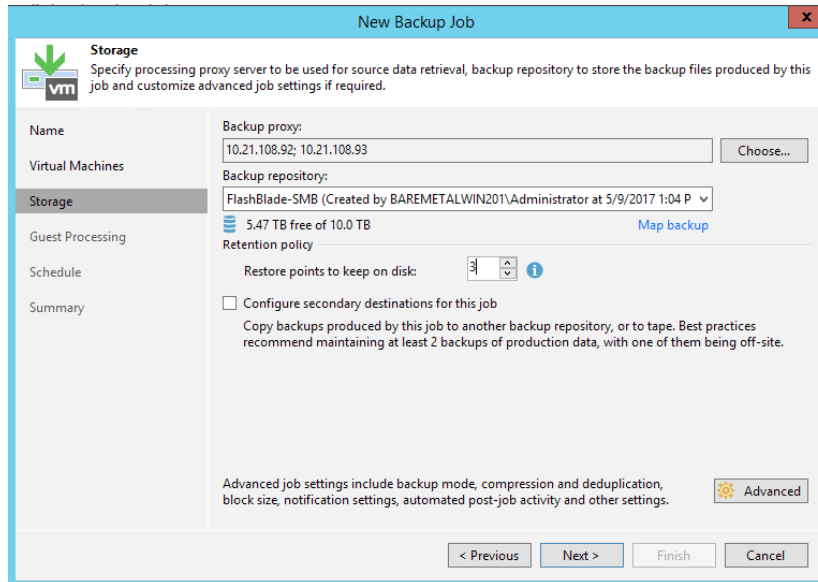 New Backup Job
x
Storage
Specify processing proxy server to be used for source data retrieval, backup repository to store the backup files produced by this
job and customize advanced job settings if required.
vm
Name
Virtual Machines
Storage
Guest Processing
Schedule
Summary
Backup proxy:
10.21.108.92; 10.21.108.93
Choose...
Backup repository:
FlashBlade-SMB (Created by BAREMETALWIN201\Administrator at 5/9/2017 1:04 P
5.47 TB free of 10.0 TB
Map backup
Retention policy
Restore points to keep on disk:
3
i
Configure secondary destinations for this job
Copy backups produced by this job to another backup repository, or to tape. Best practices
recommend maintaining at least 2 backups of production data, with one of them being off-site.
Advanced job settings include backup mode, compression and deduplication,
block size, notification settings, automated post-job activity and other settings.
Advanced
< Previous
Next >
Finish
Cancel